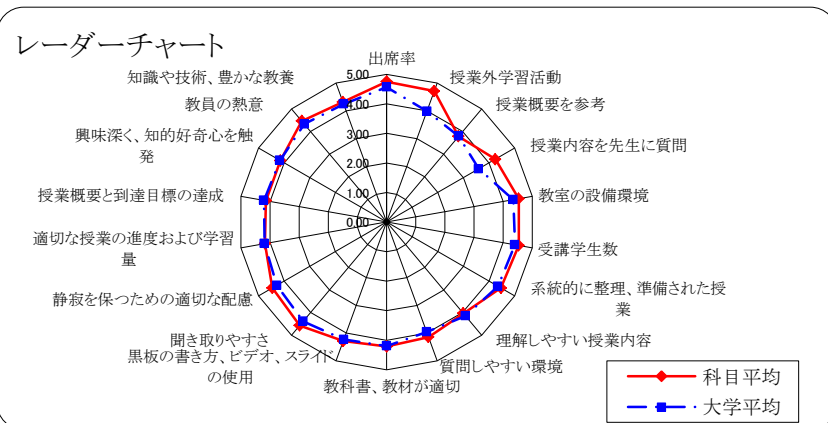 レーダーチャート
出席率
授業外学習活動
授業概要を参考
授業内容を先生に質問
教室の設備環境
受講学生数
系統的に整理、準備された授
業
理解しやすい授業内容
質問しやすい環境
教科書、教材が適切
黒板の書き方、ビデオ、スライド
の使用
聞き取りやすさ
静寂を保つための適切な配慮
適切な授業の進度および学習
量
授業概要と到達目標の達成
興味深く、知的好奇心を触
発
教員の熱意
知識や技術、豊かな教養
5.00
4.00
3.00
2.00
1.00
0.00
科目平均
大学平均